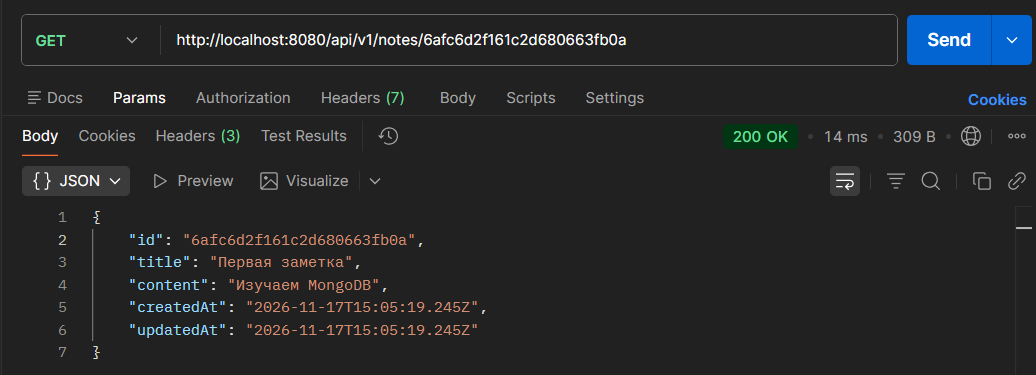 GET http://localhost:8080/api/v1/notes/6afc6d2f161c2d680663fb0a Send
Docs Params Authorization Headers (7) Body Scripts Settings Cookies
Body Cookies Headers (3) Test Results 200 OK • 14 ms • 309 B
{} JSON Preview Visualize
1 {
2 "id": "6afc6d2f161c2d680663fb0a",
3 "title": "Первая заметка",
4 "content": "Изучаем MongoDB",
5 "createdAt": "2026-11-17T15:05:19.245Z",
6 "updatedAt": "2026-11-17T15:05:19.245Z"
7 }